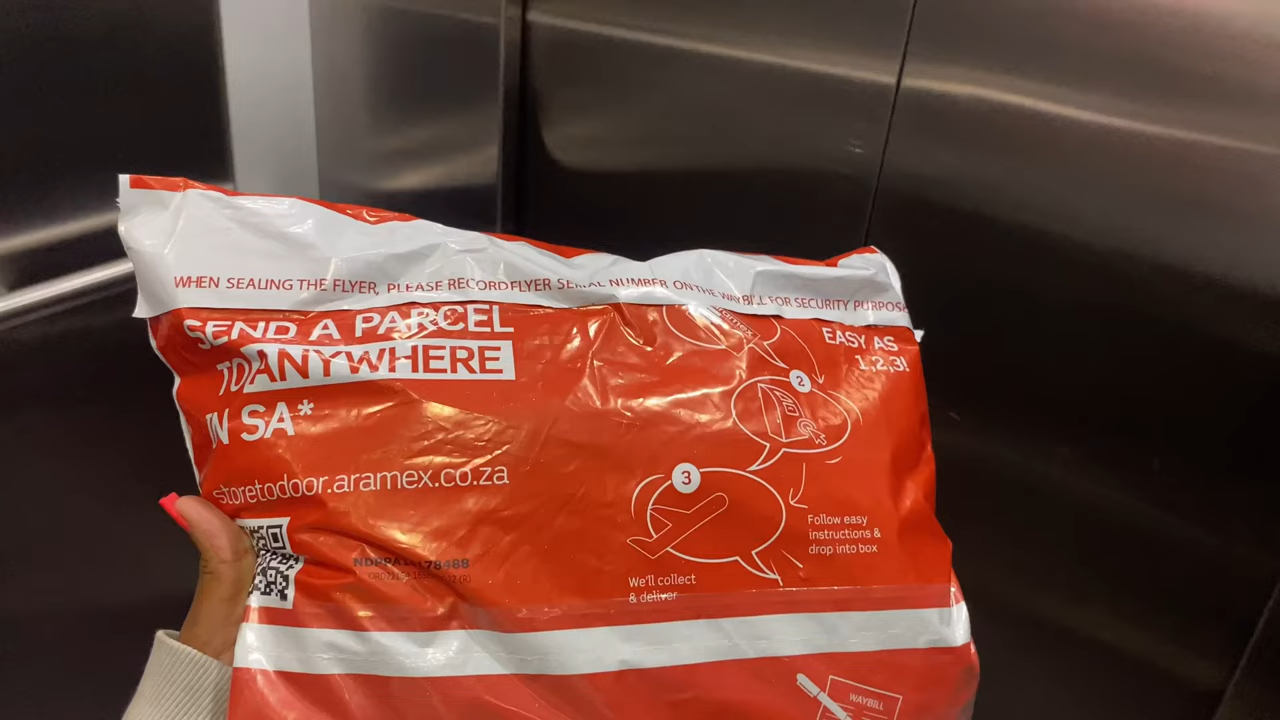 WHEN SEALING THE FLYER, PLEASE RECORD FLYER SERIAL NUMBER ON THE WAYBILL FOR SECURITY PURPOSE
SEND A PARCEL
TO ANYWHERE
IN SA*
storetodoor.aramex.co.za
aramex
EASY AS
1,2,3!
2
3
Follow easy
instructions &
drop into box
We'll collect
& deliver
WAYBILL